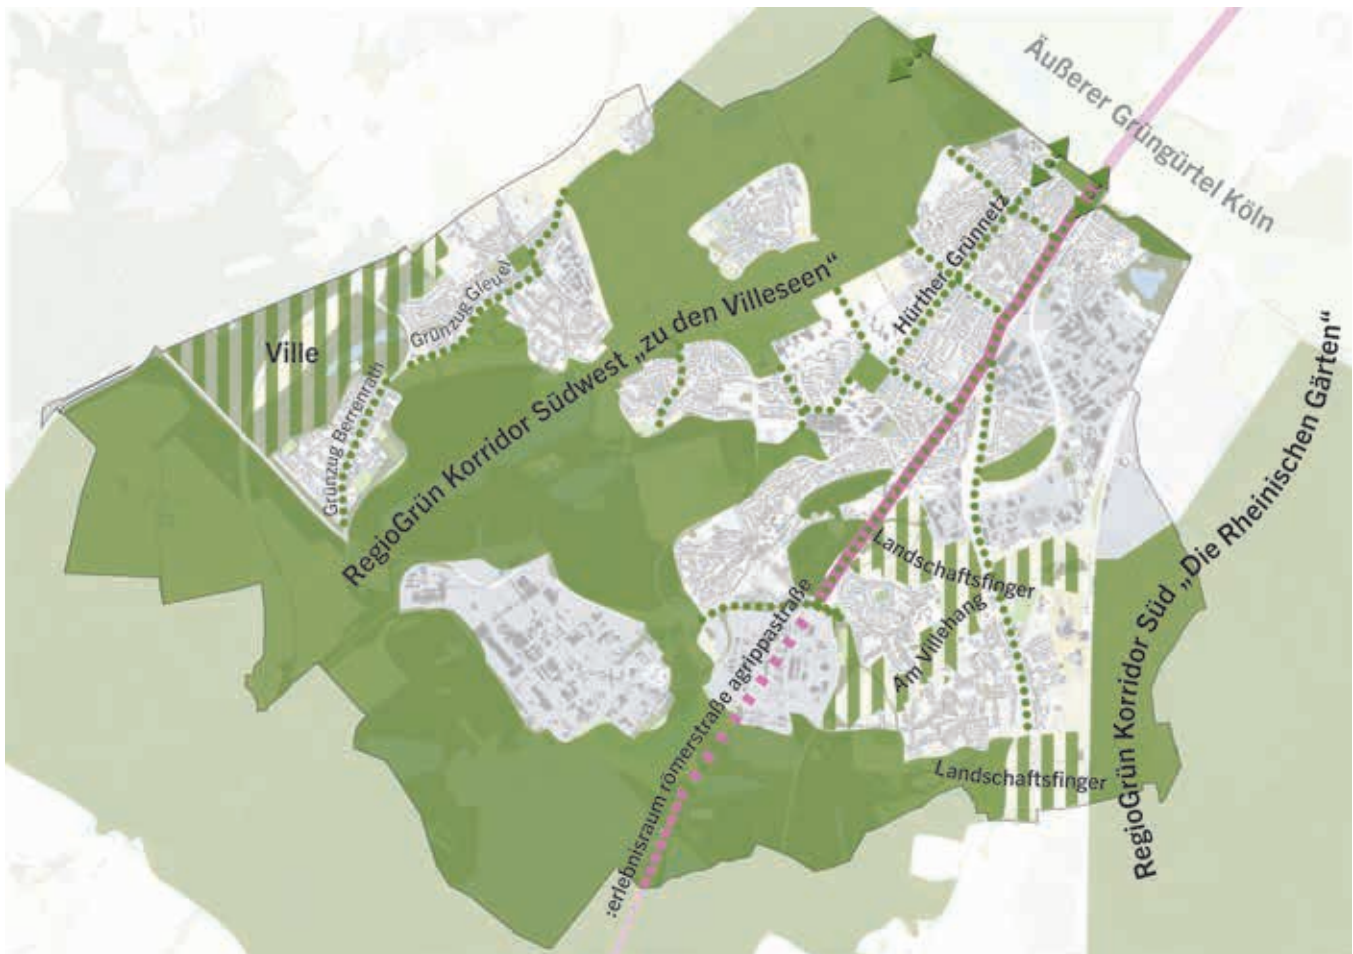 Äußerer Grüngürtel Köln
Hürther Grünnetz
Grünzug Gleuel
Ville
Grünzug Berrenrath
RegioGrün Korridor Südwest „zu den Villeseen“
RegioGrün Korridor Süd „Die Rheinischen Gärten“
Landschaftsfinger
Am Villehang
:erlebnisraum römerstraße agrippastraße
Landschaftsfinger